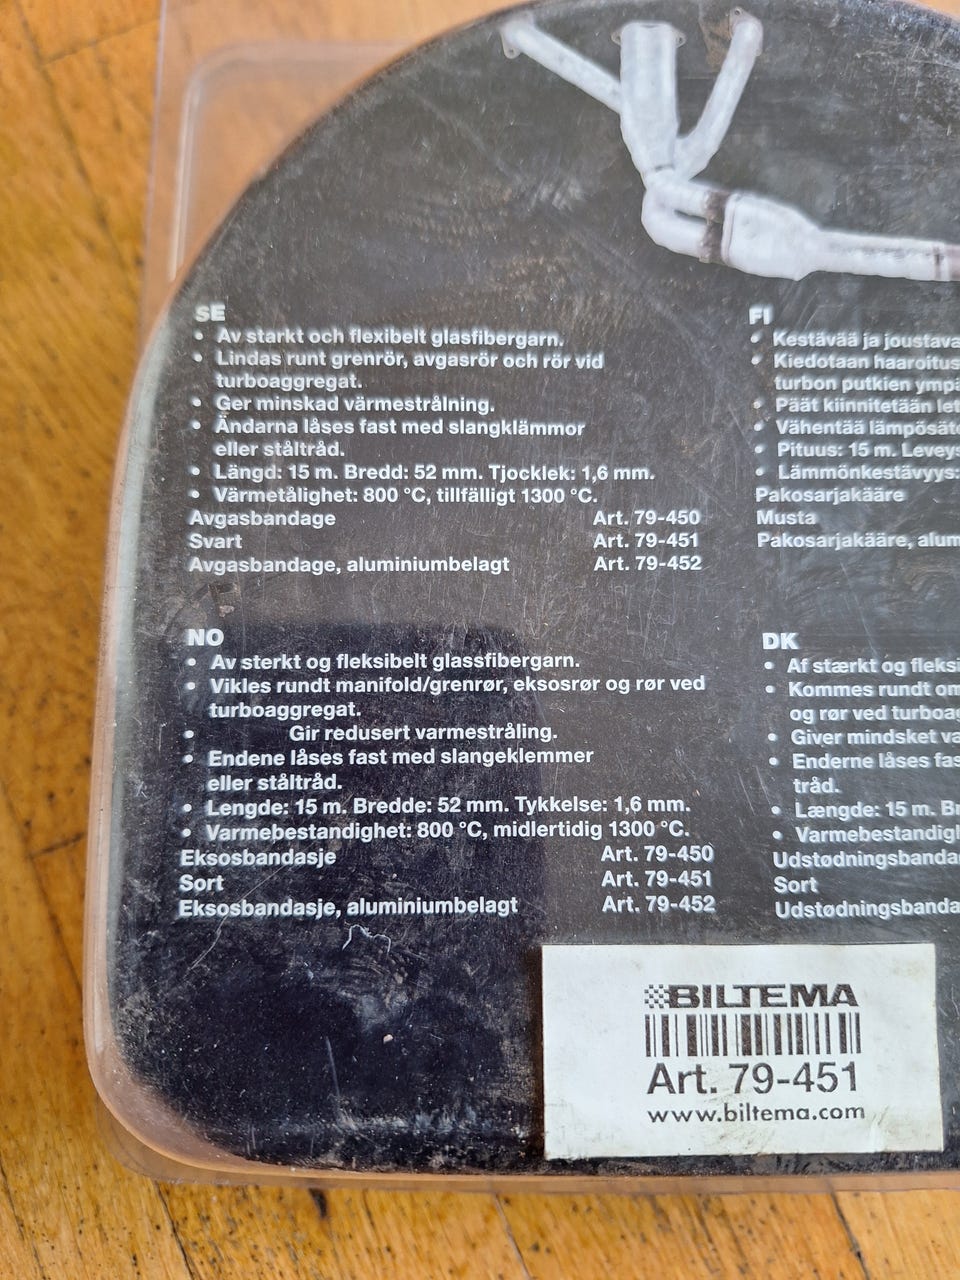 SE
• Av starkt och flexibelt glasfibergarn.
• Lindas runt grenrör, avgasrör och rör vid
turboaggregat.
• Ger minskad värmestrålning.
• Ändarna låses fast med slangklämmor
eller ståltråd.
• Längd: 15 m. Bredd: 52 mm. Tjocklek: 1,6 mm.
• Värmetålighet: 800 °C, tillfälligt 1300 °C.
Avgasbandage Art. 79-450
Svart Art. 79-451
Avgasbandage, aluminiumbelagt Art. 79-452
FI
• Kestävää ja joustava
• Kiedotaan haaroitus
turbon putkien ympä
• Päät kiinnitetään let
• Vähentää lämpösäte
• Pituus: 15 m. Leveys
• Lämmönkestävyys:
Pakosarjakääre
Musta
Pakosarjakääre, alum
NO
• Av sterkt og fleksibelt glassfibergarn.
• Vikles rundt manifold/grenrør, eksosrør og rør ved
turboaggregat.
• Gir redusert varmestråling.
• Endene låses fast med slangeklemmer
eller ståltråd.
• Lengde: 15 m. Bredde: 52 mm. Tykkelse: 1,6 mm.
• Varmebestandighet: 800 °C, midlertidig 1300 °C.
Eksosbandasje Art. 79-450
Sort Art. 79-451
Eksosbandasje, aluminiumbelagt Art. 79-452
DK
• Af stærkt og fleksi
• Kommes rundt om
og rør ved turboag
• Giver mindsket va
• Enderne låses fas
tråd.
• Længde: 15 m. Br
• Varmebestandigh
Udstødningsbanda
Sort
Udstødningsbanda
BILTEMA
Art. 79-451
www.biltema.com